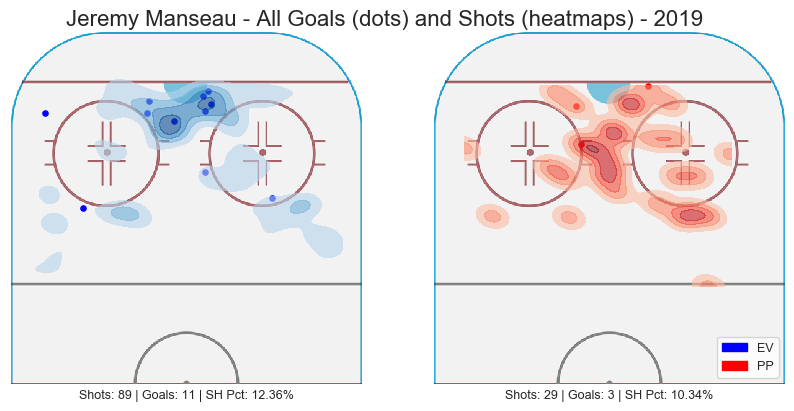 Jeremy Manseau - All Goals (dots) and Shots (heatmaps) - 2019
EV
PP
Shots: 89 | Goals: 11 | SH Pct: 12.36%
Shots: 29 | Goals: 3 | SH Pct: 10.34%